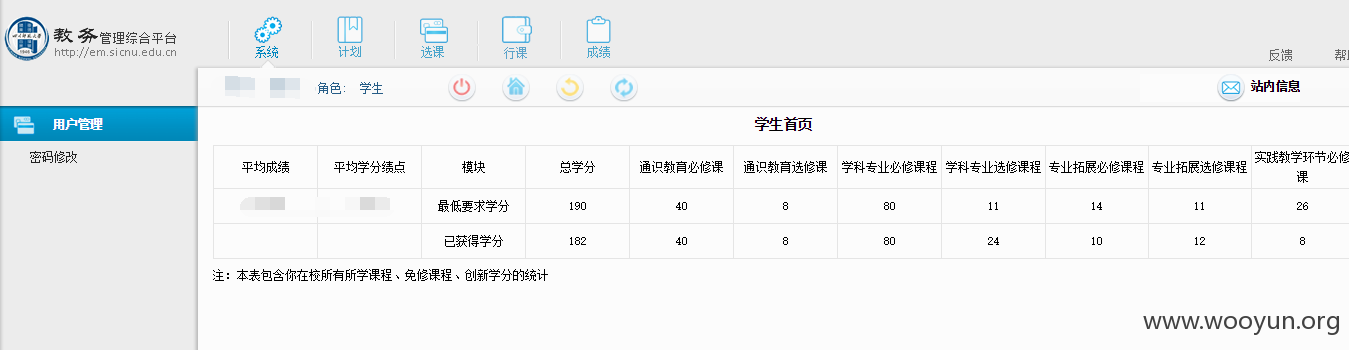 教务管理综合平台
http://em.sicnu.edu.cn
系统 计划 选课 行课 成绩
反馈
角色： 学生
站内信息
用户管理
密码修改
学生首页
平均成绩 平均学分绩点 模块 总学分 通识教育必修课 通识教育选修课 学科专业必修课程 学科专业选修课程 专业拓展必修课程 专业拓展选修课程 实践教学环节必修课
最低要求学分 190 40 8 80 11 14 11 26
已获得学分 182 40 8 80 24 10 12 8
注：本表包含你在校所有所学课程、免修课程、创新学分的统计
www.wooyun.org